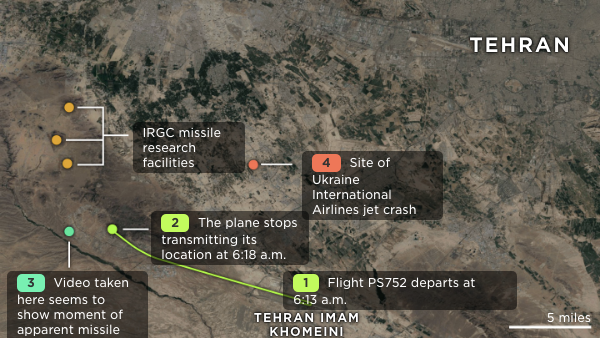 TEHRAN
IRGC missile
research
facilities
4 Site of
Ukraine
International
Airlines jet crash
2 The plane stops
transmitting its
location at 6:18 a.m.
3 Video taken
here seems to
show moment of
apparent missile
1 Flight PS752 departs at
6:13 a.m.
TEHRAN IMAM
KHOMEINI
5 miles